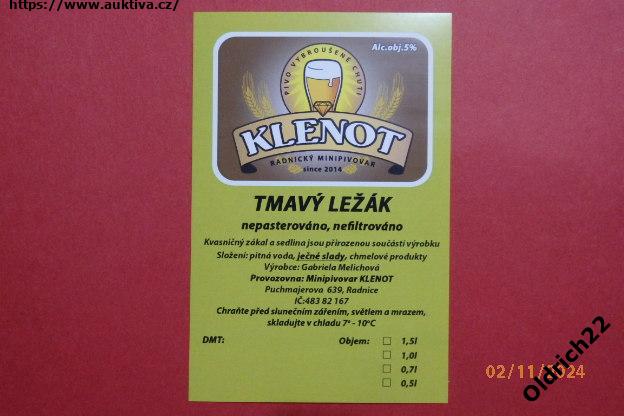 https://www.auktiva.cz/
Alc.obj.5%
PIVO VYBROUŠENÉ CHUTI
KLENOT
RADNICKÝ MINIPIVOVAR
since 2014
TMAVÝ LEŽÁK
nepasterováno, nefiltrováno
Kvasničný zákal a sedlina jsou přirozenou součástí výrobku
Složení: pitná voda, ječné slady, chmelové produkty
Výrobce: Gabriela Melichová
Provozovna: Minipivovar KLENOT
Puchmajerova 639, Radnice
IČ:483 82 167
Chraňte před slunečním zářením, světlem a mrazem,
skladujte v chladu 7° - 10°C
DMT: Objem: 1,5l
1,0l
0,7l
0,5l
02/11/2024
Oldrich22